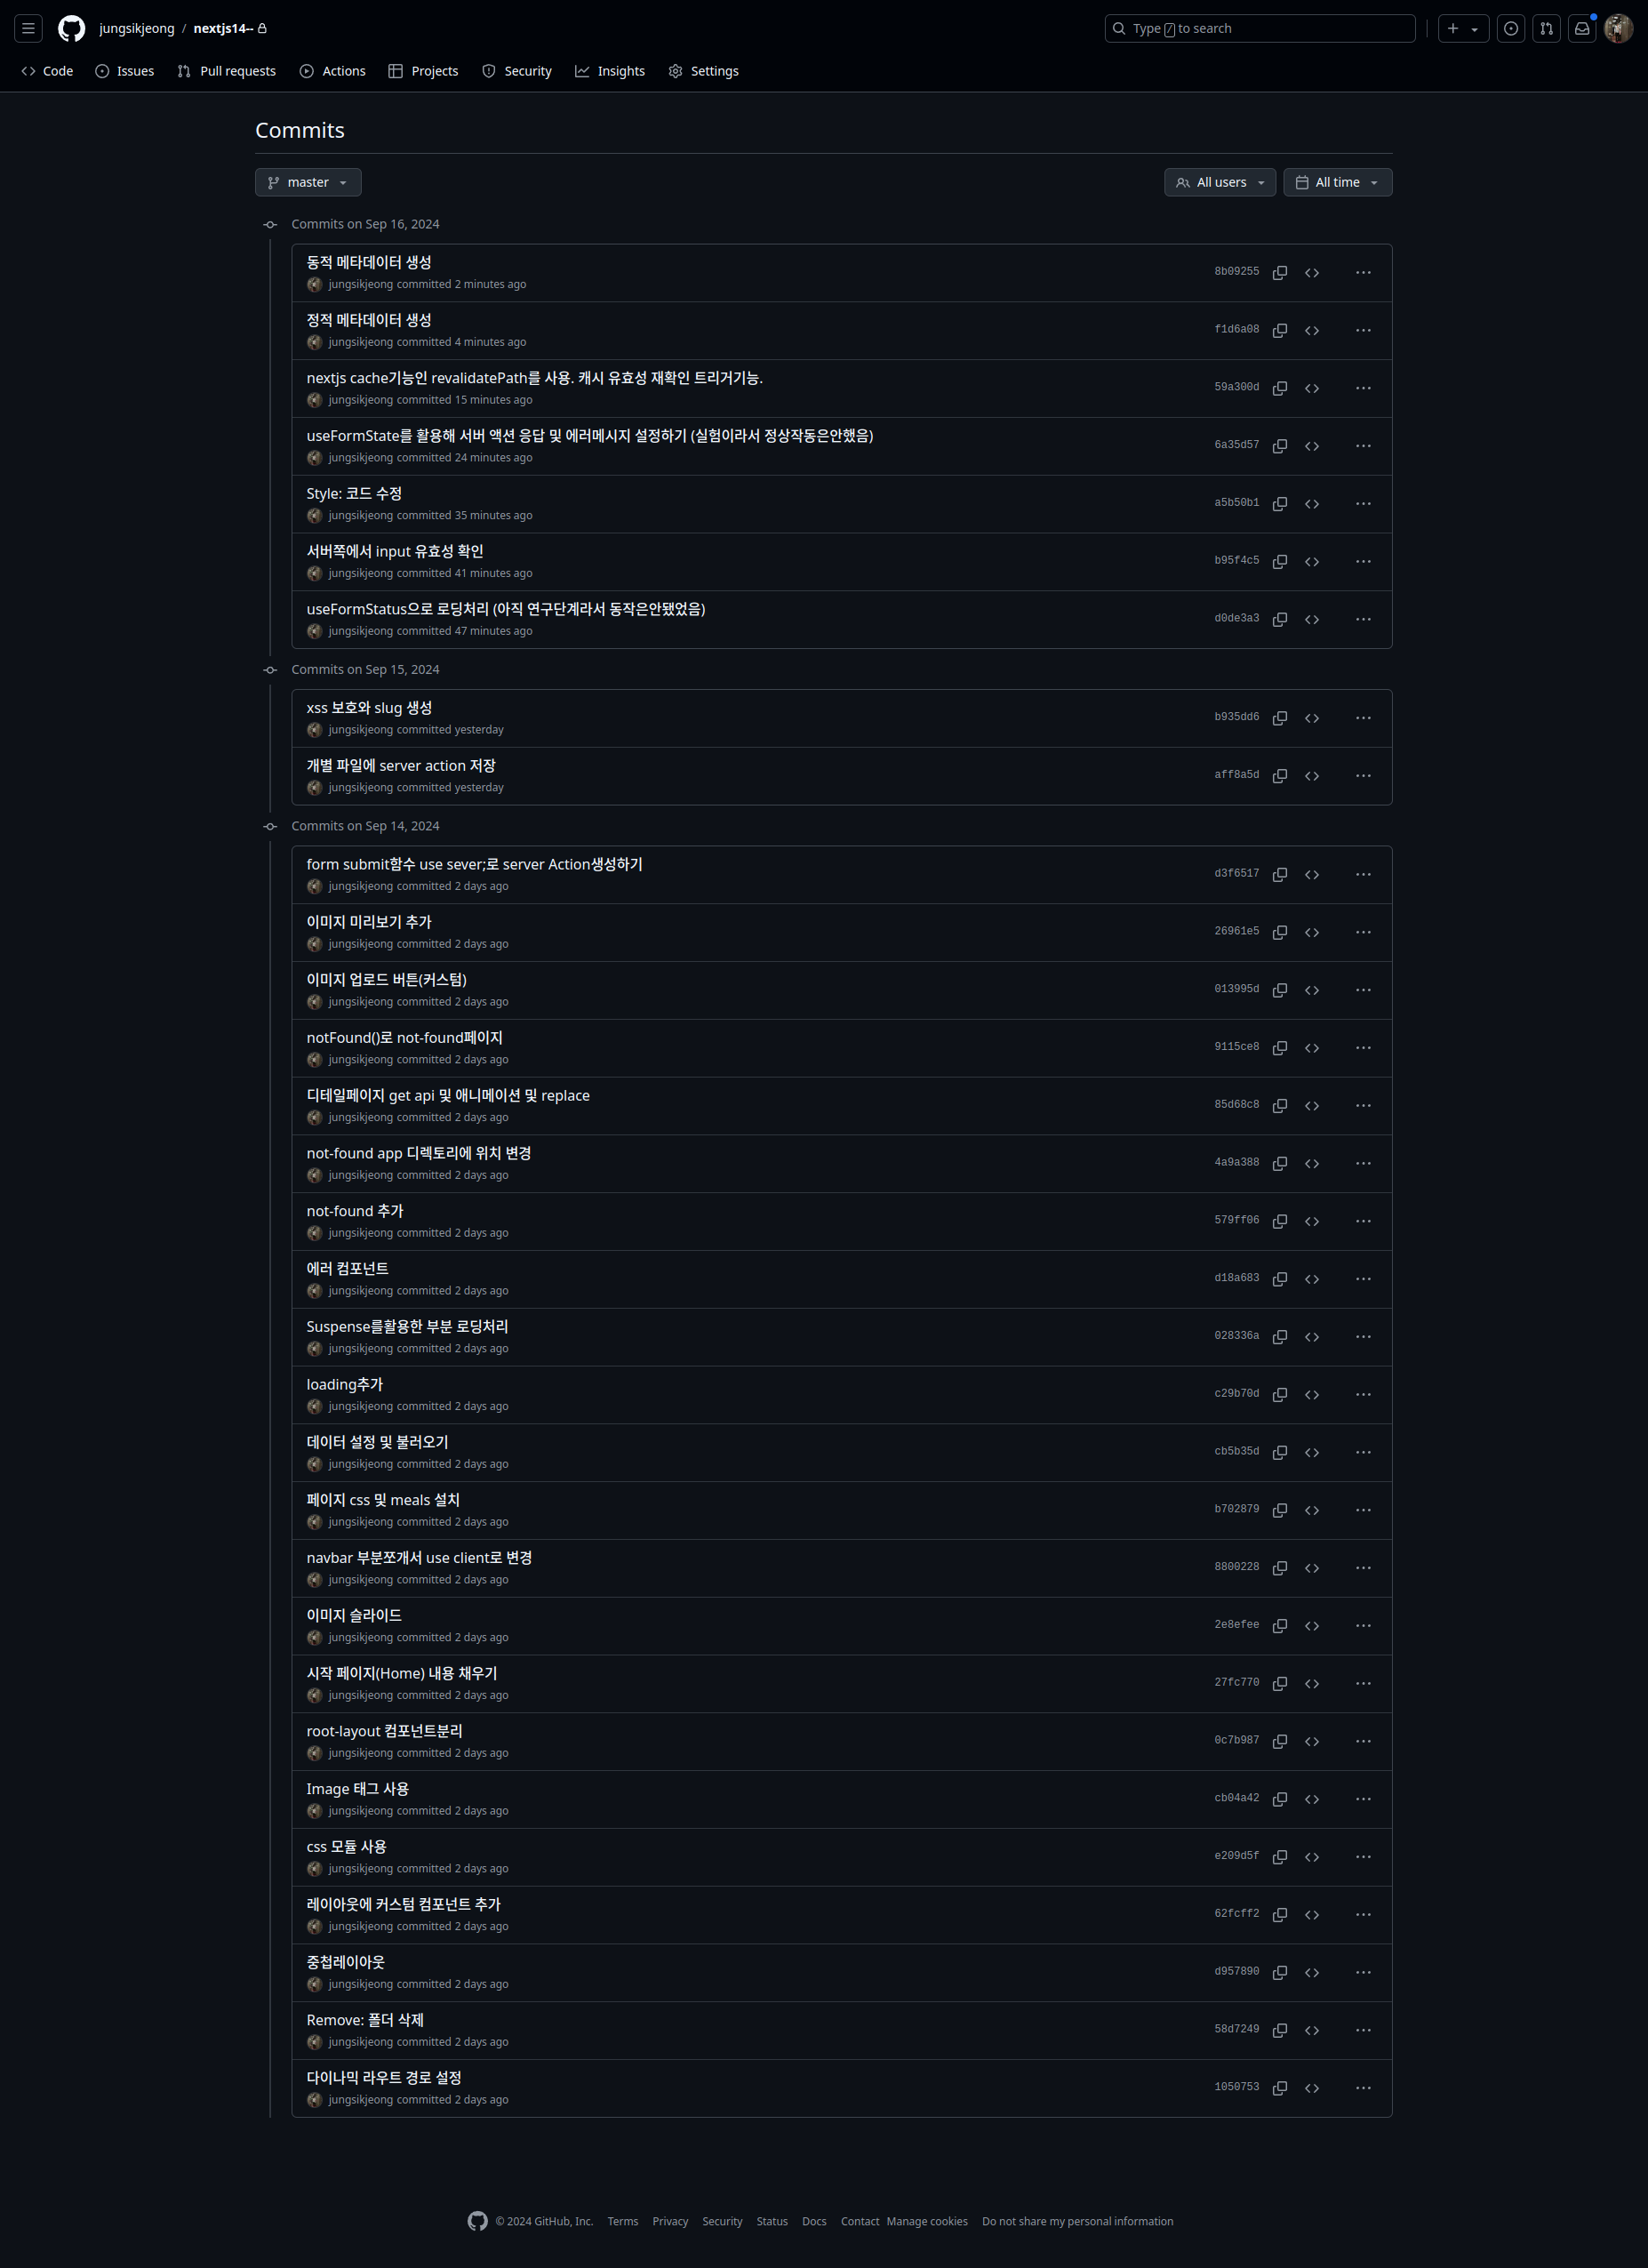 jungsikjeong / nextjs14--
Type / to search
Code Issues Pull requests Actions Projects Security Insights Settings
Commits
master All users All time
Commits on Sep 16, 2024
동적 메타데이터 생성
jungsikjeong committed 2 minutes ago
8b09255
정적 메타데이터 생성
jungsikjeong committed 4 minutes ago
f1d6a08
nextjs cache기능인 revalidatePath를 사용. 캐시 유효성 재확인 트리거기능.
jungsikjeong committed 15 minutes ago
59a300d
useFormState를 활용해 서버 액션 응답 및 에러메시지 설정하기 (실험이라서 정상작동은안했음)
jungsikjeong committed 24 minutes ago
6a35d57
Style: 코드 수정
jungsikjeong committed 35 minutes ago
a5b50b1
서버쪽에서 input 유효성 확인
jungsikjeong committed 41 minutes ago
b95f4c5
useFormStatus으로 로딩처리 (아직 연구단계라서 동작은안됐었음)
jungsikjeong committed 47 minutes ago
d0de3a3
Commits on Sep 15, 2024
xss 보호와 slug 생성
jungsikjeong committed yesterday
b935dd6
개별 파일에 server action 저장
jungsikjeong committed yesterday
aff8a5d
Commits on Sep 14, 2024
form submit함수 use sever;로 server Action생성하기
jungsikjeong committed 2 days ago
d3f6517
이미지 미리보기 추가
jungsikjeong committed 2 days ago
26961e5
이미지 업로드 버튼(커스텀)
jungsikjeong committed 2 days ago
013995d
notFound()로 not-found페이지
jungsikjeong committed 2 days ago
9115ce8
디테일페이지 get api 및 애니메이션 및 replace
jungsikjeong committed 2 days ago
85d68c8
not-found app 디렉토리에 위치 변경
jungsikjeong committed 2 days ago
4a9a388
not-found 추가
jungsikjeong committed 2 days ago
579ff06
에러 컴포넌트
jungsikjeong committed 2 days ago
d18a683
Suspense를활용한 부분 로딩처리
jungsikjeong committed 2 days ago
028336a
loading추가
jungsikjeong committed 2 days ago
c29b70d
데이터 설정 및 불러오기
jungsikjeong committed 2 days ago
cb5b35d
페이지 css 및 meals 설치
jungsikjeong committed 2 days ago
b702879
navbar 부분쪼개서 use client로 변경
jungsikjeong committed 2 days ago
8800228
이미지 슬라이드
jungsikjeong committed 2 days ago
2e8efee
시작 페이지(Home) 내용 채우기
jungsikjeong committed 2 days ago
27fc770
root-layout 컴포넌트분리
jungsikjeong committed 2 days ago
0c7b987
Image 태그 사용
jungsikjeong committed 2 days ago
cb04a42
css 모듈 사용
jungsikjeong committed 2 days ago
e209d5f
레이아웃에 커스텀 컴포넌트 추가
jungsikjeong committed 2 days ago
62fcff2
중첩레이아웃
jungsikjeong committed 2 days ago
d957890
Remove: 폴더 삭제
jungsikjeong committed 2 days ago
58d7249
다이나믹 라우트 경로 설정
jungsikjeong committed 2 days ago
1050753
© 2024 GitHub, Inc. Terms Privacy Security Status Docs Contact Manage cookies Do not share my personal information